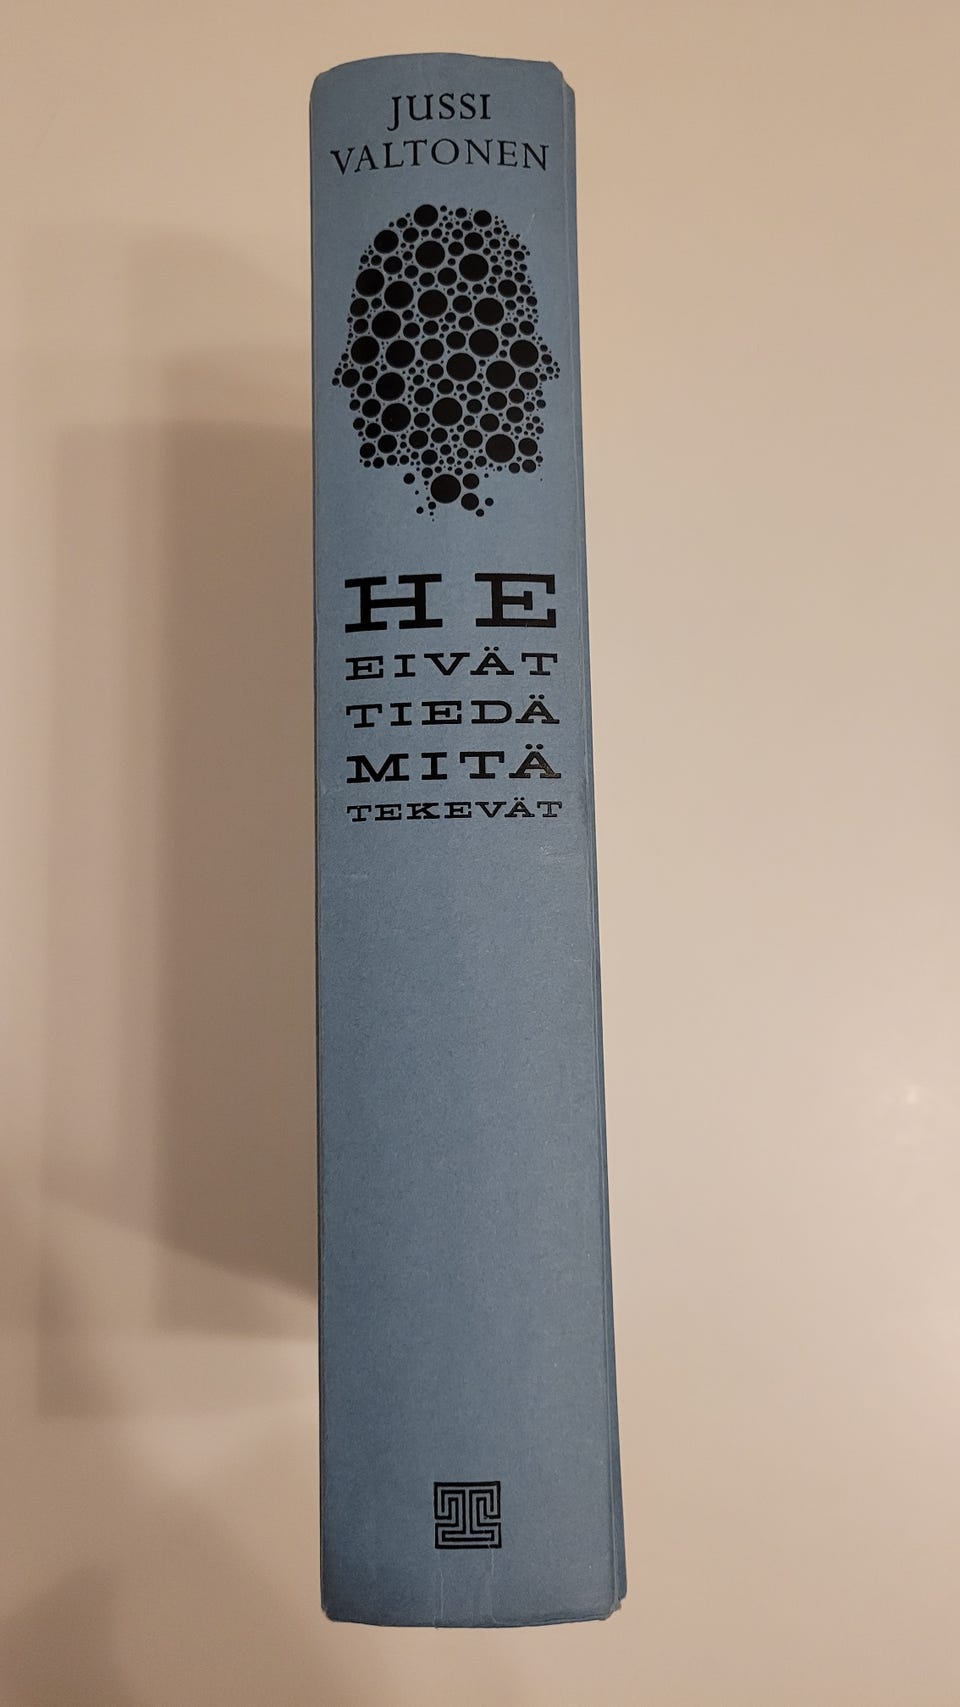 JUSSI
VALTONEN
HE
EIVÄT
TIEDÄ
MITÄ
TEKEVÄT